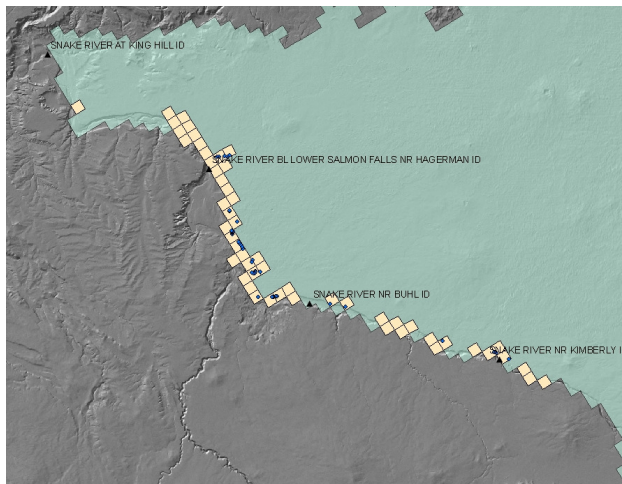 SNAKE RIVER AT KING HILL ID
SNAKE RIVER BL LOWER SALMON FALLS NR HAGERMAN ID
SNAKE RIVER NR BUHL ID
SNAKE RIVER NR KIMBERLY I